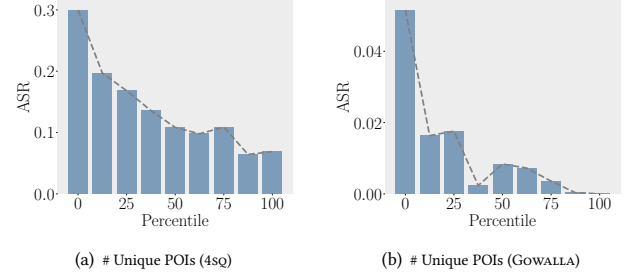 0.3
0.2
0.1
0.0
ASR
0 25 50 75 100
Percentile
(a) # Unique POIs (4SQ)
0.04
0.02
0.00
ASR
0 25 50 75 100
Percentile
(b) # Unique POIs (GOWALLA)